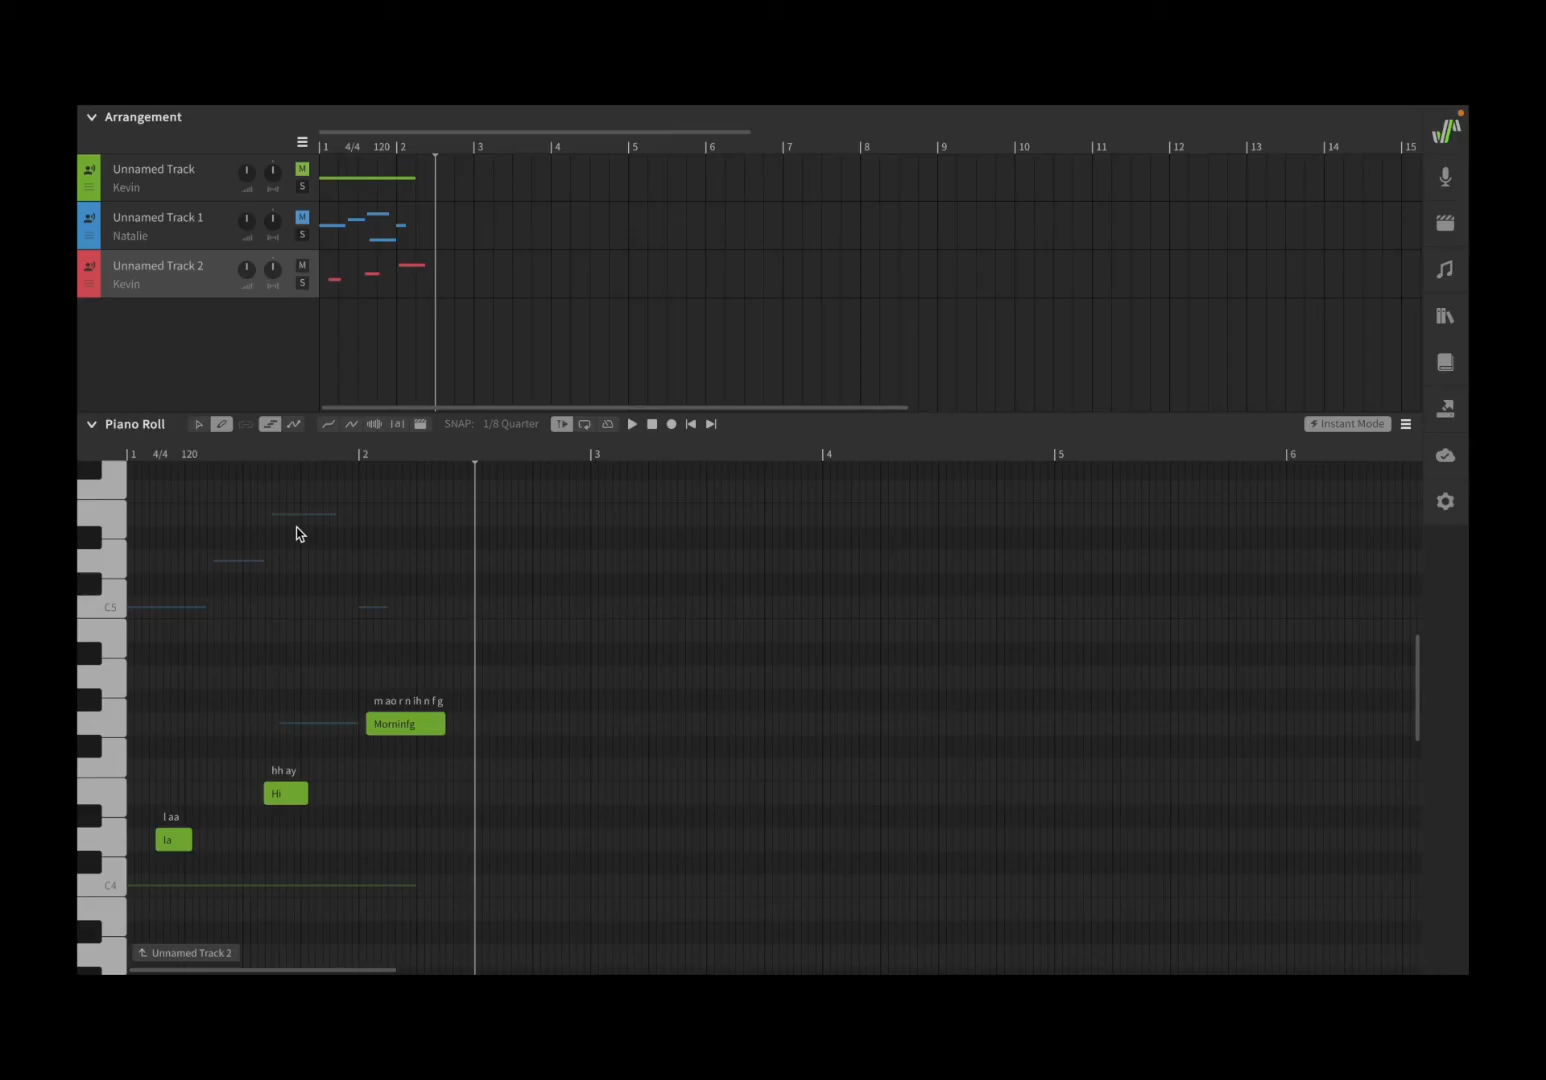 Arrangement
1 4/4 120 2 3 4 5 6 7 8 9 10 11 12 13 14 15
Unnamed Track M
Kevin S
Unnamed Track 1 M
Natalie S
Unnamed Track 2 M
Kevin S
Piano Roll SNAP: 1/8 Quarter Instant Mode
1 4/4 120 2 3 4 5 6
C5
m ao r n ih n f g
Morninfg
hh ay
Hi
l aa
la
C4
Unnamed Track 2